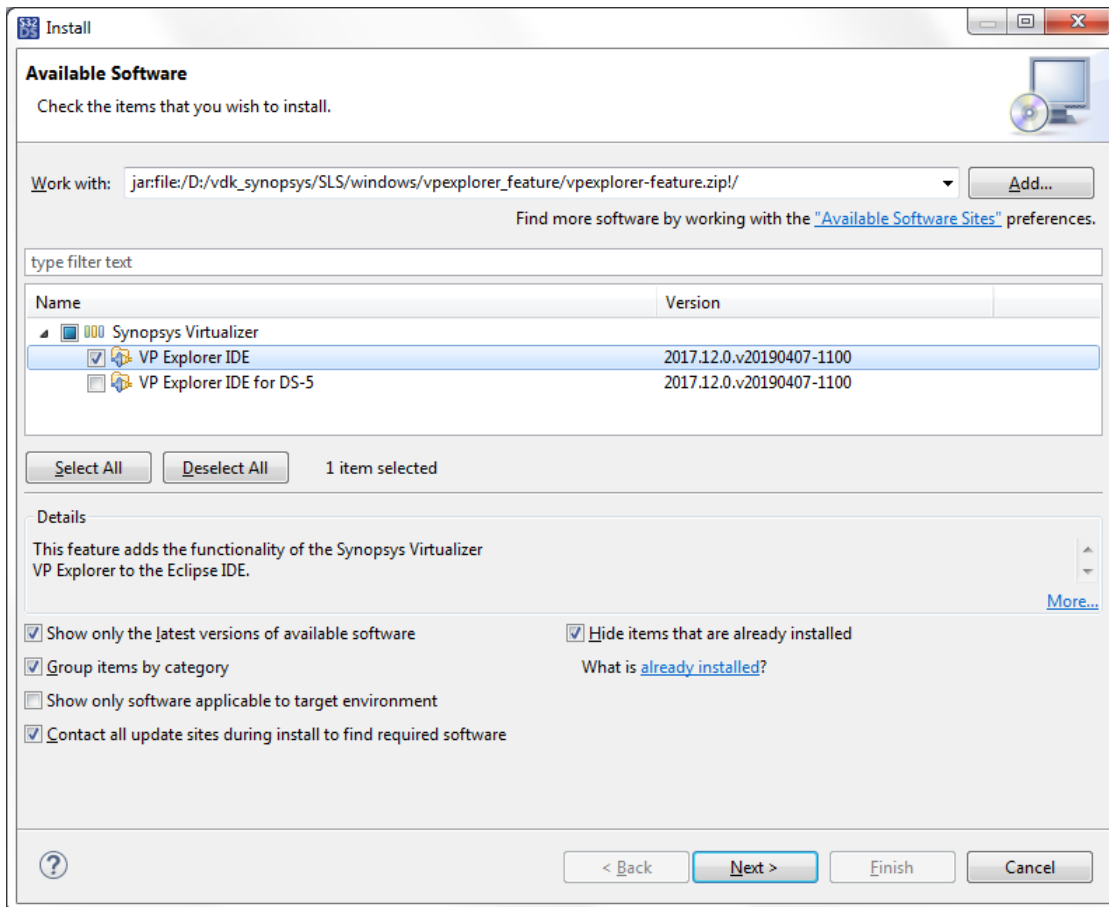 S32
DS
Install
Available Software
Check the items that you wish to install.
Work with: jar:file:/D:/vdk_synopsys/SLS/windows/vpexplorer_feature/vpexplorer-feature.zip!/ Add...
Find more software by working with the "Available Software Sites" preferences.
type filter text
Name Version
Synopsys Virtualizer
VP Explorer IDE 2017.12.0.v20190407-1100
VP Explorer IDE for DS-5 2017.12.0.v20190407-1100
Select All Deselect All 1 item selected
Details
This feature adds the functionality of the Synopsys Virtualizer
VP Explorer to the Eclipse IDE.
More...
Show only the latest versions of available software Hide items that are already installed
Group items by category What is already installed?
Show only software applicable to target environment
Contact all update sites during install to find required software
? < Back Next > Finish Cancel